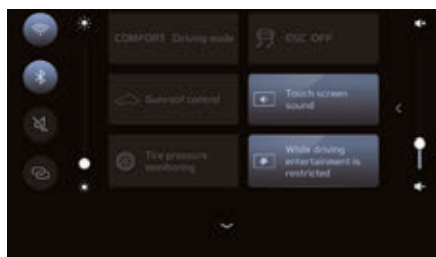 COMFORT Driving mode
ESC OFF
Sunroof control
Touch screen
sound
Tire pressure
monitoring
While driving
entertainment is
restricted